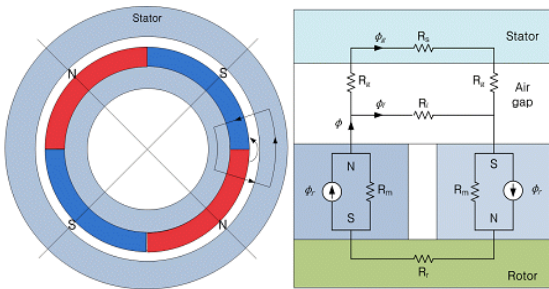 Stator
N
S
S
N
ϕg
Rs
Stator
Rg
Rg
Air
gap
ϕl
Rl
ϕ
N
S
ϕr
Rm
Rm
ϕr
S
N
Rr
Rotor